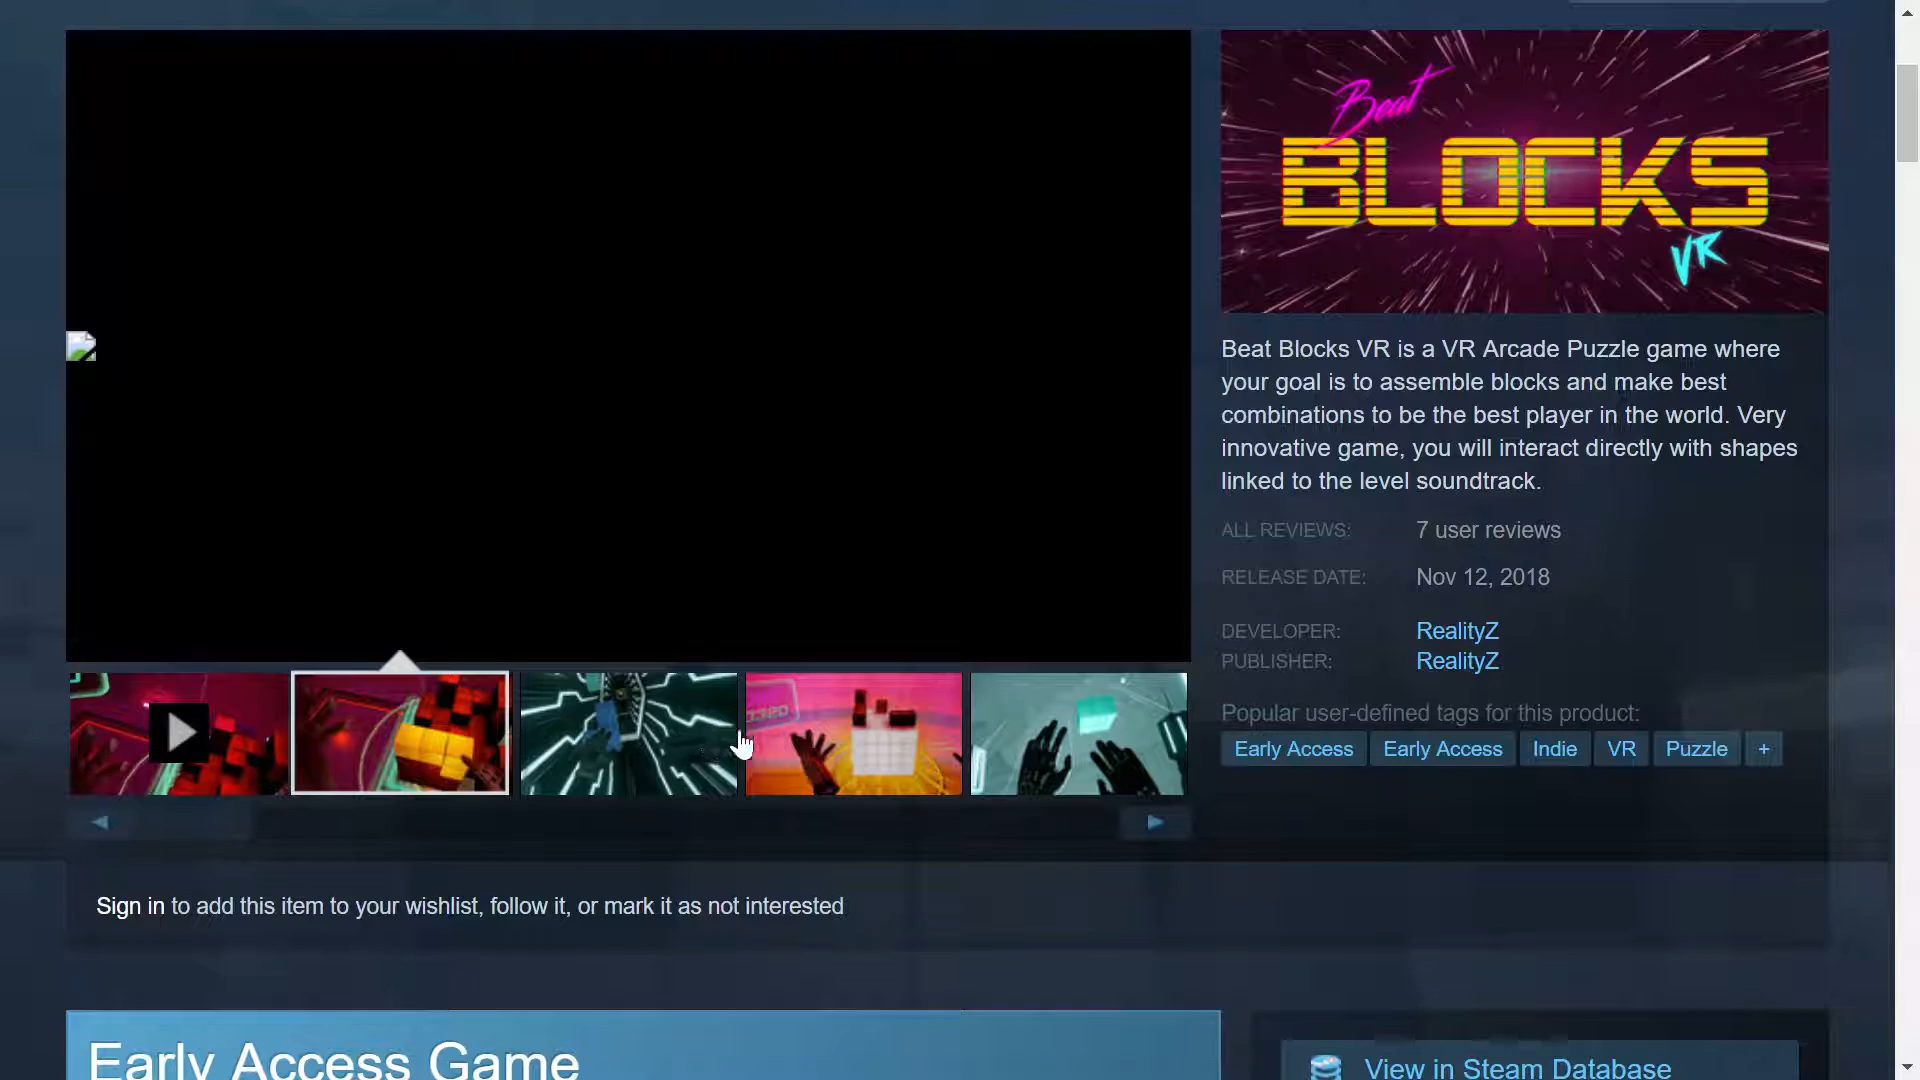 Beat
BLOCKS
VR
Beat Blocks VR is a VR Arcade Puzzle game where
your goal is to assemble blocks and make best
combinations to be the best player in the world. Very
innovative game, you will interact directly with shapes
linked to the level soundtrack.
ALL REVIEWS: 7 user reviews
RELEASE DATE: Nov 12, 2018
DEVELOPER: RealityZ
PUBLISHER: RealityZ
Popular user-defined tags for this product:
Early Access Early Access Indie VR Puzzle +
Sign in to add this item to your wishlist, follow it, or mark it as not interested
Early Access Game
View in Steam Database